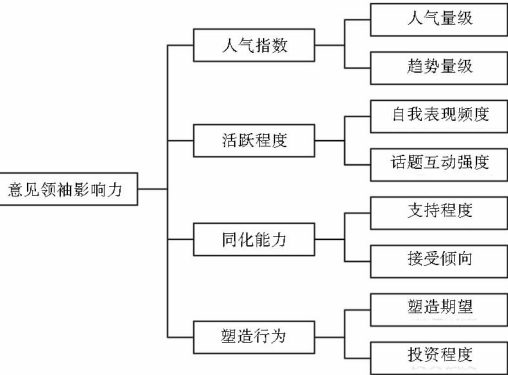 意见领袖影响力
人气指数
人气量级
趋势量级
活跃程度
自我表现频度
话题互动强度
同化能力
支持程度
接受倾向
塑造行为
塑造期望
投资程度